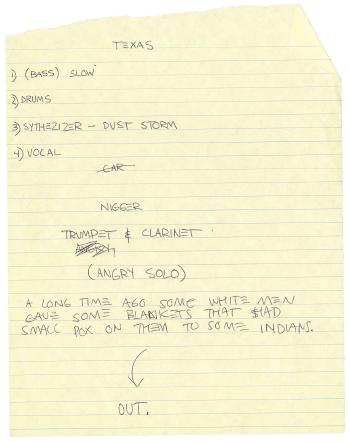 TEXAS
1) (BASS) SLOW
2) DRUMS
3) SYTHEZIZER – DUST STORM
4) VOCAL
CAR
NIGGER
TRUMPET & CLARINET
(ANGRY SOLO)
A LONG TIME AGO SOME WHITE MEN
GAVE SOME BLANKETS THAT HAD
SMALL POX ON THEM TO SOME INDIANS.
OUT.